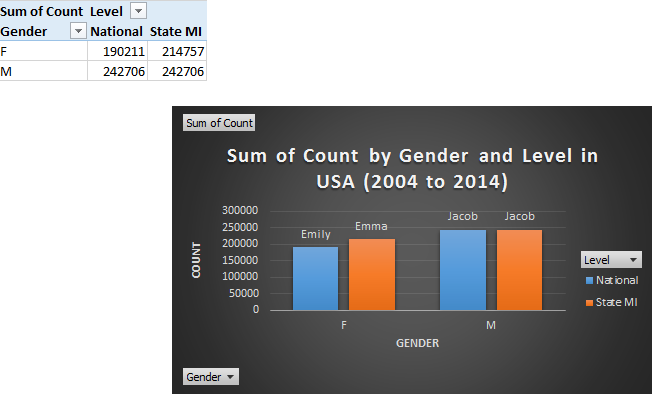 Sum of Count Level
Gender National State MI
F 190211 214757
M 242706 242706
Sum of Count
Sum of Count by Gender and Level in
USA (2004 to 2014)
300000
250000
200000
150000
100000
50000
0
COUNT
Emily
Emma
Jacob
Jacob
F
M
GENDER
Level
National
State MI
Gender